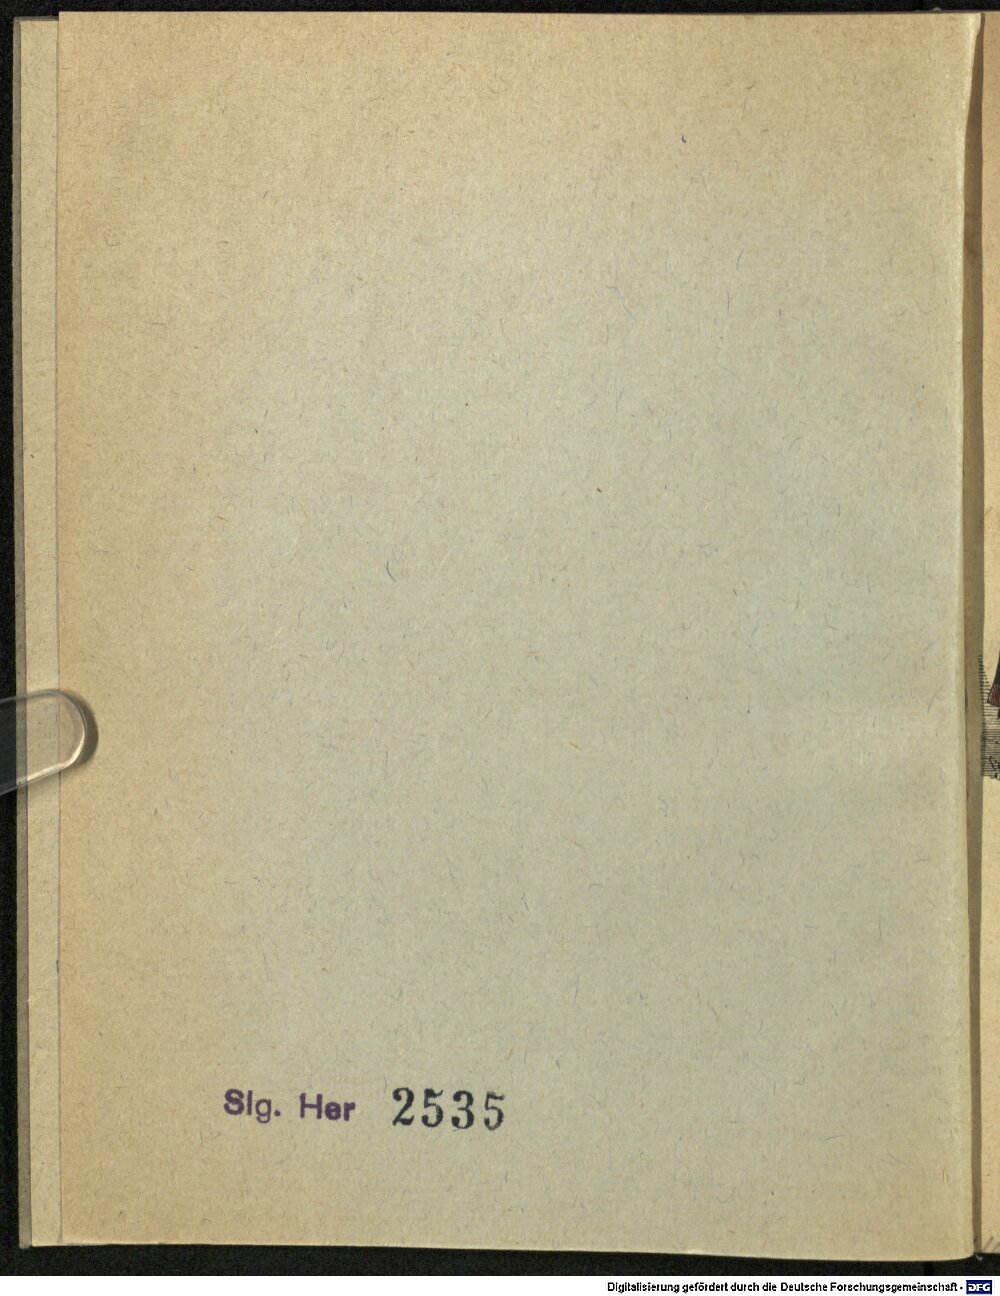 Slg. Her 2535
Digitalisierung gefördert durch die Deutsche Forschungsgemeinschaft - DFG